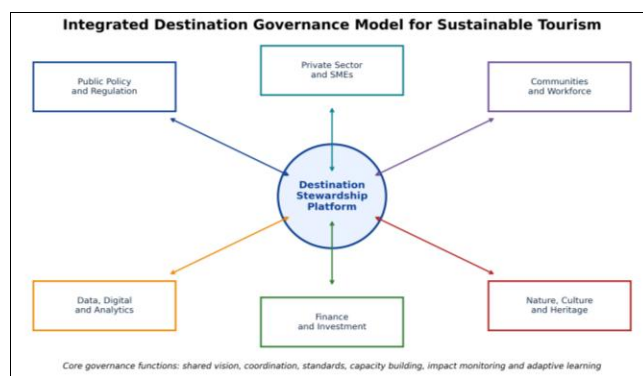 Integrated Destination Governance Model for Sustainable Tourism
Public Policy
and Regulation
Private Sector
and SMEs
Communities
and Workforce
Destination
Stewardship
Platform
Data, Digital
and Analytics
Finance
and Investment
Nature, Culture
and Heritage
Core governance functions: shared vision, coordination, standards, capacity building, impact monitoring and adaptive learning